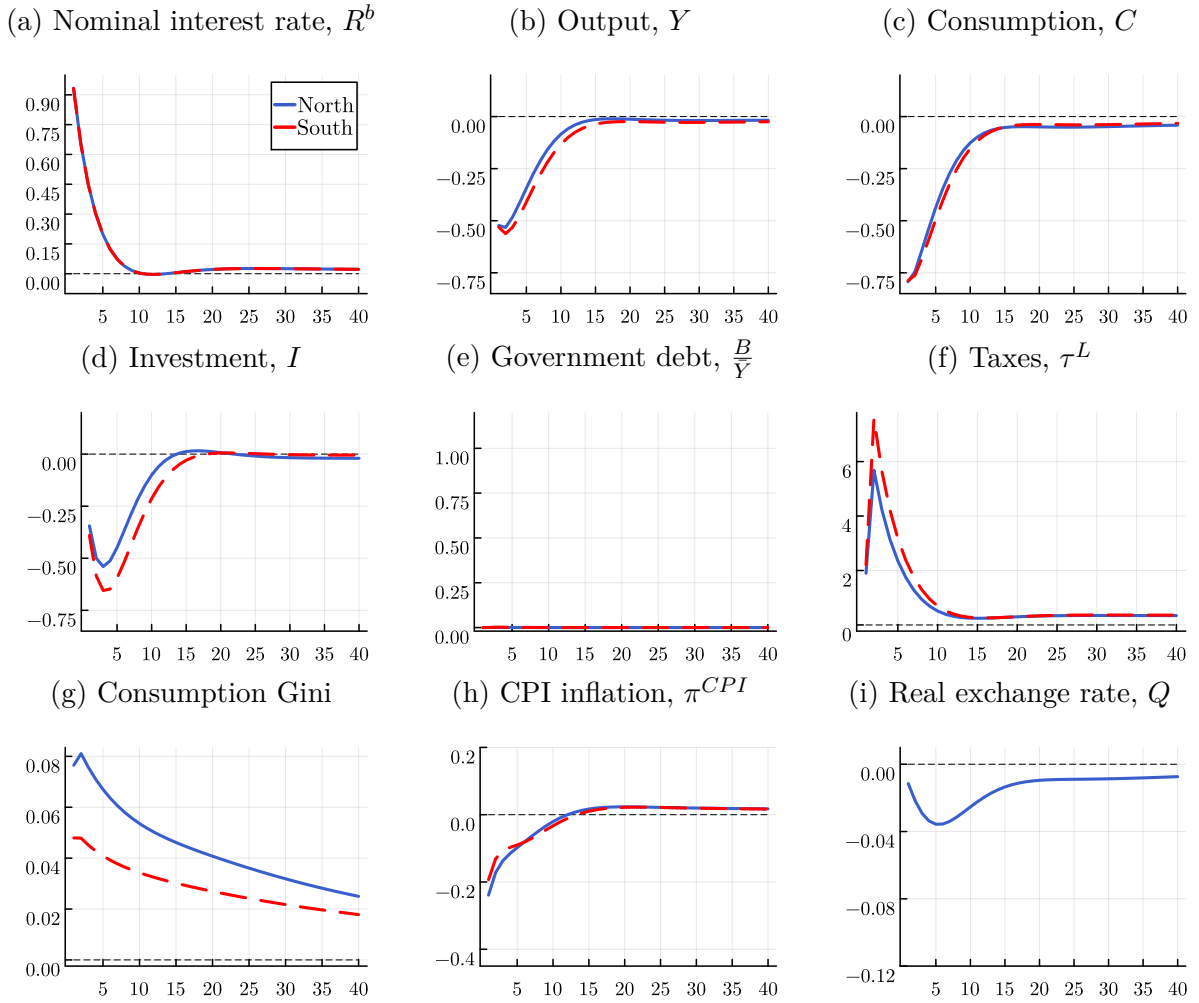 (a) Nominal interest rate, R^b
(b) Output, Y
(c) Consumption, C
0.90
0.75
0.60
0.45
0.30
0.15
0.00
North
South
5 10 15 20 25 30 35 40
0.00
−0.25
−0.50
−0.75
5 10 15 20 25 30 35 40
0.00
−0.25
−0.50
−0.75
5 10 15 20 25 30 35 40
(d) Investment, I
(e) Government debt, B/Ȳ
(f) Taxes, τ^L
0.00
−0.25
−0.50
−0.75
5 10 15 20 25 30 35 40
1.00
0.75
0.50
0.25
0.00
5 10 15 20 25 30 35 40
6
4
2
0
5 10 15 20 25 30 35 40
(g) Consumption Gini
(h) CPI inflation, π^CPI
(i) Real exchange rate, Q
0.08
0.06
0.04
0.02
0.00
5 10 15 20 25 30 35 40
0.2
0.0
−0.2
−0.4
5 10 15 20 25 30 35 40
0.00
−0.04
−0.08
−0.12
5 10 15 20 25 30 35 40